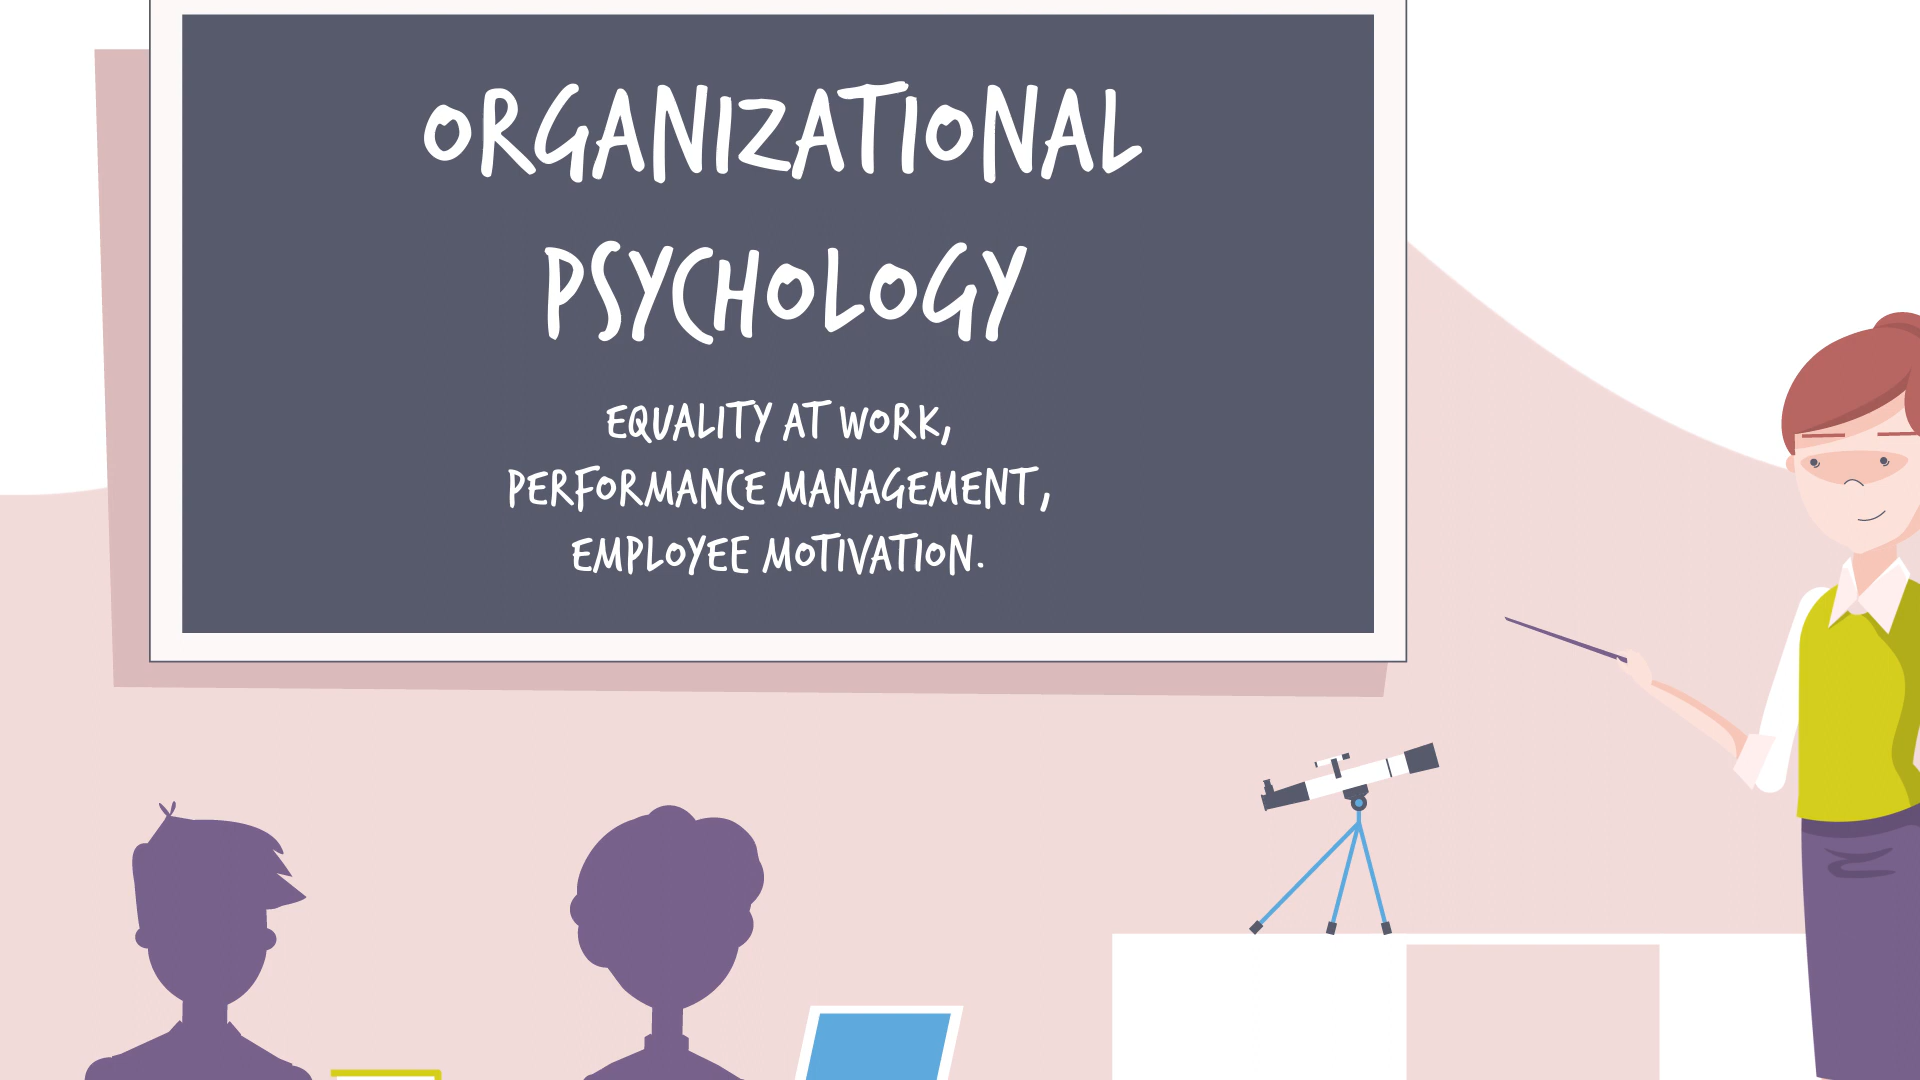 ORGANIZATIONAL
PSYCHOLOGY
EQUALITY AT WORK,
PERFORMANCE MANAGEMENT,
EMPLOYEE MOTIVATION.